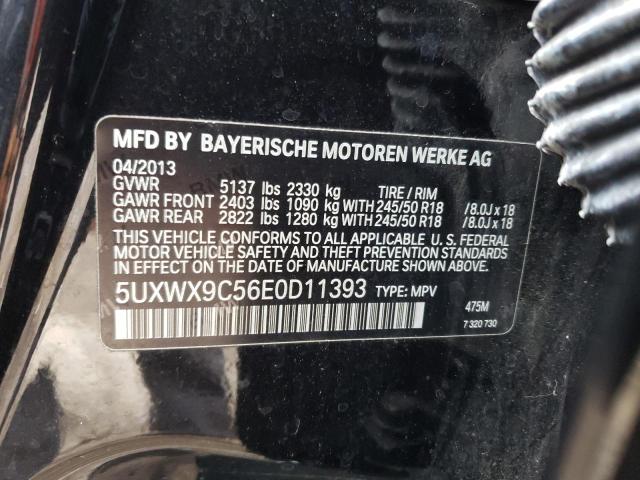 MFD BY BAYERISCHE MOTOREN WERKE AG
04/2013
GVWR 5137 lbs 2330 kg TIRE / RIM
GAWR FRONT 2403 lbs 1090 kg WITH 245/50 R18 /8.0J x 18
GAWR REAR 2822 lbs 1280 kg WITH 245/50 R18 /8.0J x 18
THIS VEHICLE CONFORMS TO ALL APPLICABLE U. S. FEDERAL
MOTOR VEHICLE SAFETY AND THEFT PREVENTION STANDARDS
IN EFFECT ON THE DATE OF MANUFACTURE SHOWN ABOVE.
5UXWX9C56E0D11393 TYPE: MPV
475M
7 320 730